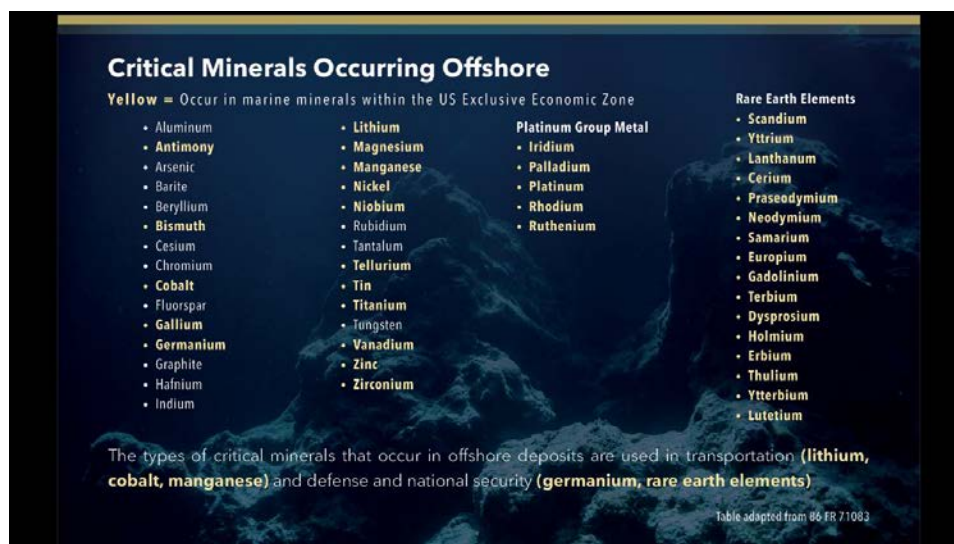 Critical Minerals Occurring Offshore
Yellow = Occur in marine minerals within the US Exclusive Economic Zone
• Aluminum
• Antimony
• Arsenic
• Barite
• Beryllium
• Bismuth
• Cesium
• Chromium
• Cobalt
• Fluorspar
• Gallium
• Germanium
• Graphite
• Hafnium
• Indium
• Lithium
• Magnesium
• Manganese
• Nickel
• Niobium
• Rubidium
• Tantalum
• Tellurium
• Tin
• Titanium
• Tungsten
• Vanadium
• Zinc
• Zirconium
Platinum Group Metal
• Iridium
• Palladium
• Platinum
• Rhodium
• Ruthenium
Rare Earth Elements
• Scandium
• Yttrium
• Lanthanum
• Cerium
• Praseodymium
• Neodymium
• Samarium
• Europium
• Gadolinium
• Terbium
• Dysprosium
• Holmium
• Erbium
• Thulium
• Ytterbium
• Lutetium
The types of critical minerals that occur in offshore deposits are used in transportation (lithium,
cobalt, manganese) and defense and national security (germanium, rare earth elements)
Table adapted from 86 FR 71083